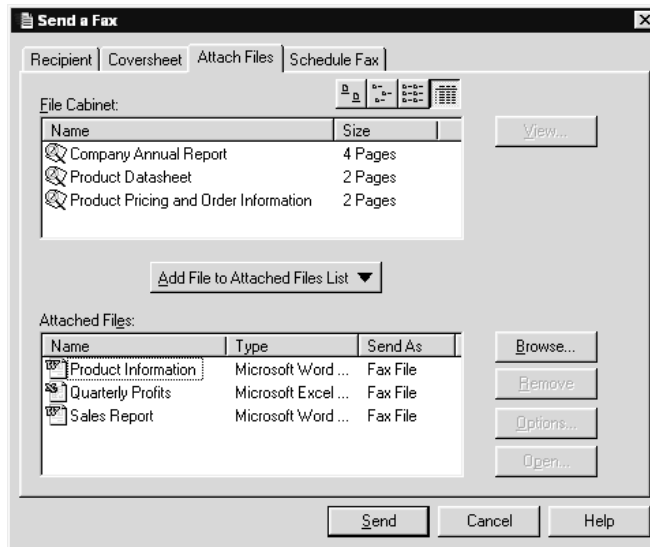 Send a Fax
Recipient Coversheet Attach Files Schedule Fax
File Cabinet:
Name Size
View...
Company Annual Report 4 Pages
Product Datasheet 2 Pages
Product Pricing and Order Information 2 Pages
Add File to Attached Files List
Attached Files:
Name Type Send As
Browse...
Product Information Microsoft Word ... Fax File
Remove
Quarterly Profits Microsoft Excel ... Fax File
Sales Report Microsoft Word ... Fax File
Options...
Open...
Send Cancel Help